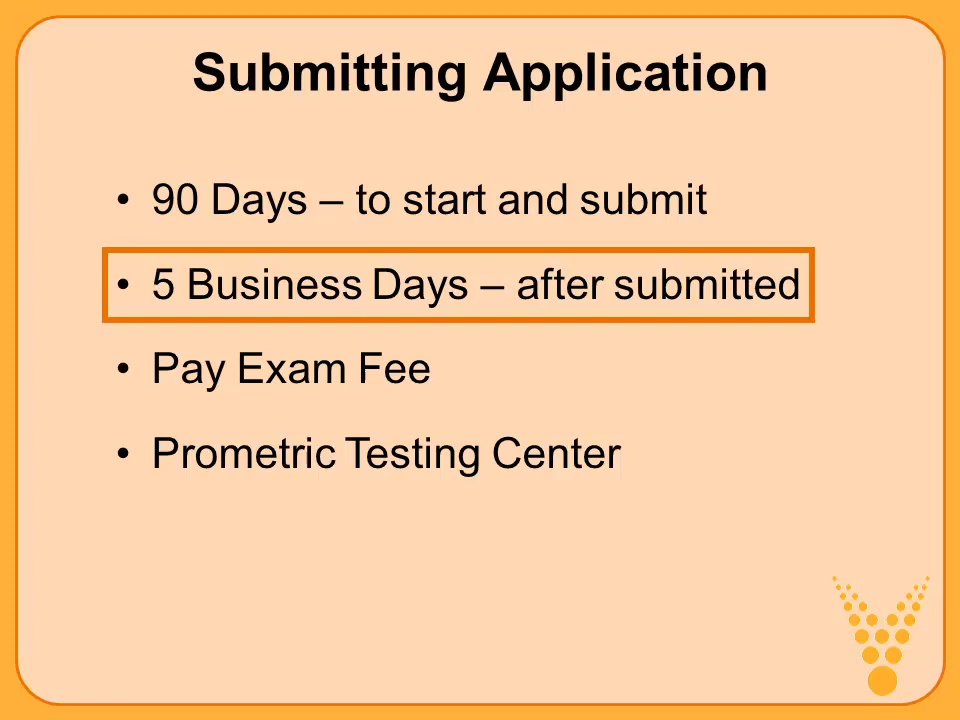 Submitting Application
• 90 Days – to start and submit
• 5 Business Days – after submitted
• Pay Exam Fee
• Prometric Testing Center